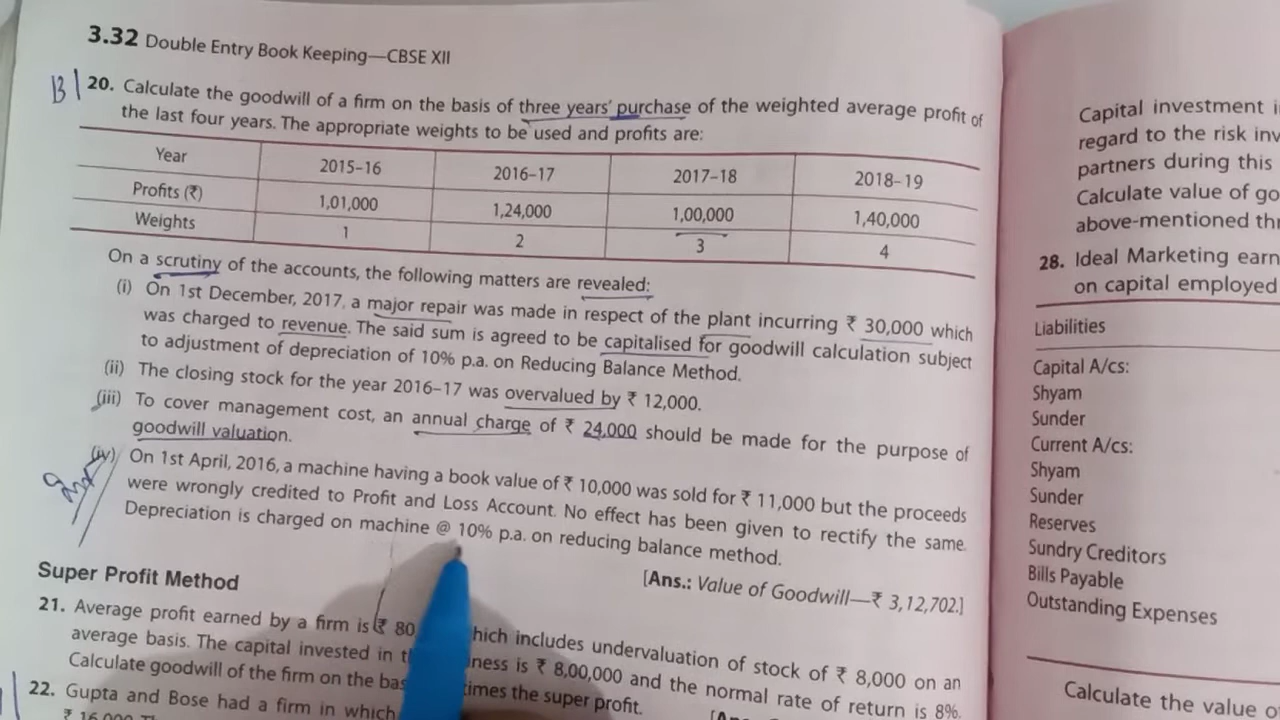 3.32 Double Entry Book Keeping—CBSE XII
B
20. Calculate the goodwill of a firm on the basis of three years' purchase of the weighted average profit of
the last four years. The appropriate weights to be used and profits are:
Year 2015–16 2016–17 2017–18 2018–19
Profits (₹) 1,01,000 1,24,000 1,00,000 1,40,000
Weights 1 2 3 4
On a scrutiny of the accounts, the following matters are revealed:
(i) On 1st December, 2017, a major repair was made in respect of the plant incurring ₹ 30,000 which
was charged to revenue. The said sum is agreed to be capitalised for goodwill calculation subject
to adjustment of depreciation of 10% p.a. on Reducing Balance Method.
(ii) The closing stock for the year 2016–17 was overvalued by ₹ 12,000.
(iii) To cover management cost, an annual charge of ₹ 24,000 should be made for the purpose of
goodwill valuation.
(iv) On 1st April, 2016, a machine having a book value of ₹ 10,000 was sold for ₹ 11,000 but the proceeds
were wrongly credited to Profit and Loss Account. No effect has been given to rectify the same.
Depreciation is charged on machine @ 10% p.a. on reducing balance method.
[Ans.: Value of Goodwill—₹ 3,12,702.]
Super Profit Method
21. Average profit earned by a firm is ₹ 80, which includes undervaluation of stock of ₹ 8,000 on an
average basis. The capital invested in ness is ₹ 8,00,000 and the normal rate of return is 8%.
Calculate goodwill of the firm on the bas times the super profit.
22. Gupta and Bose had a firm in which
₹ 16,000
Capital investment i
regard to the risk inv
partners during this
Calculate value of go
above-mentioned thr
28. Ideal Marketing earn
on capital employed
Liabilities
Capital A/cs:
Shyam
Sunder
Current A/cs:
Shyam
Sunder
Reserves
Sundry Creditors
Bills Payable
Outstanding Expenses
Calculate the value o